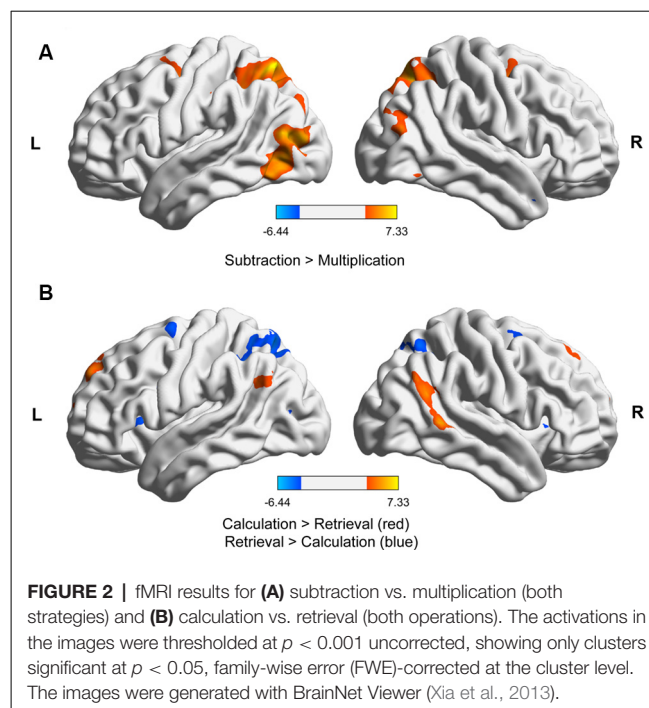 A
L
R
-6.44
7.33
Subtraction > Multiplication
B
L
R
-6.44
7.33
Calculation > Retrieval (red)
Retrieval > Calculation (blue)
FIGURE 2 | fMRI results for (A) subtraction vs. multiplication (both
strategies) and (B) calculation vs. retrieval (both operations). The activations in
the images were thresholded at p < 0.001 uncorrected, showing only clusters
significant at p < 0.05, family-wise error (FWE)-corrected at the cluster level.
The images were generated with BrainNet Viewer (Xia et al., 2013).